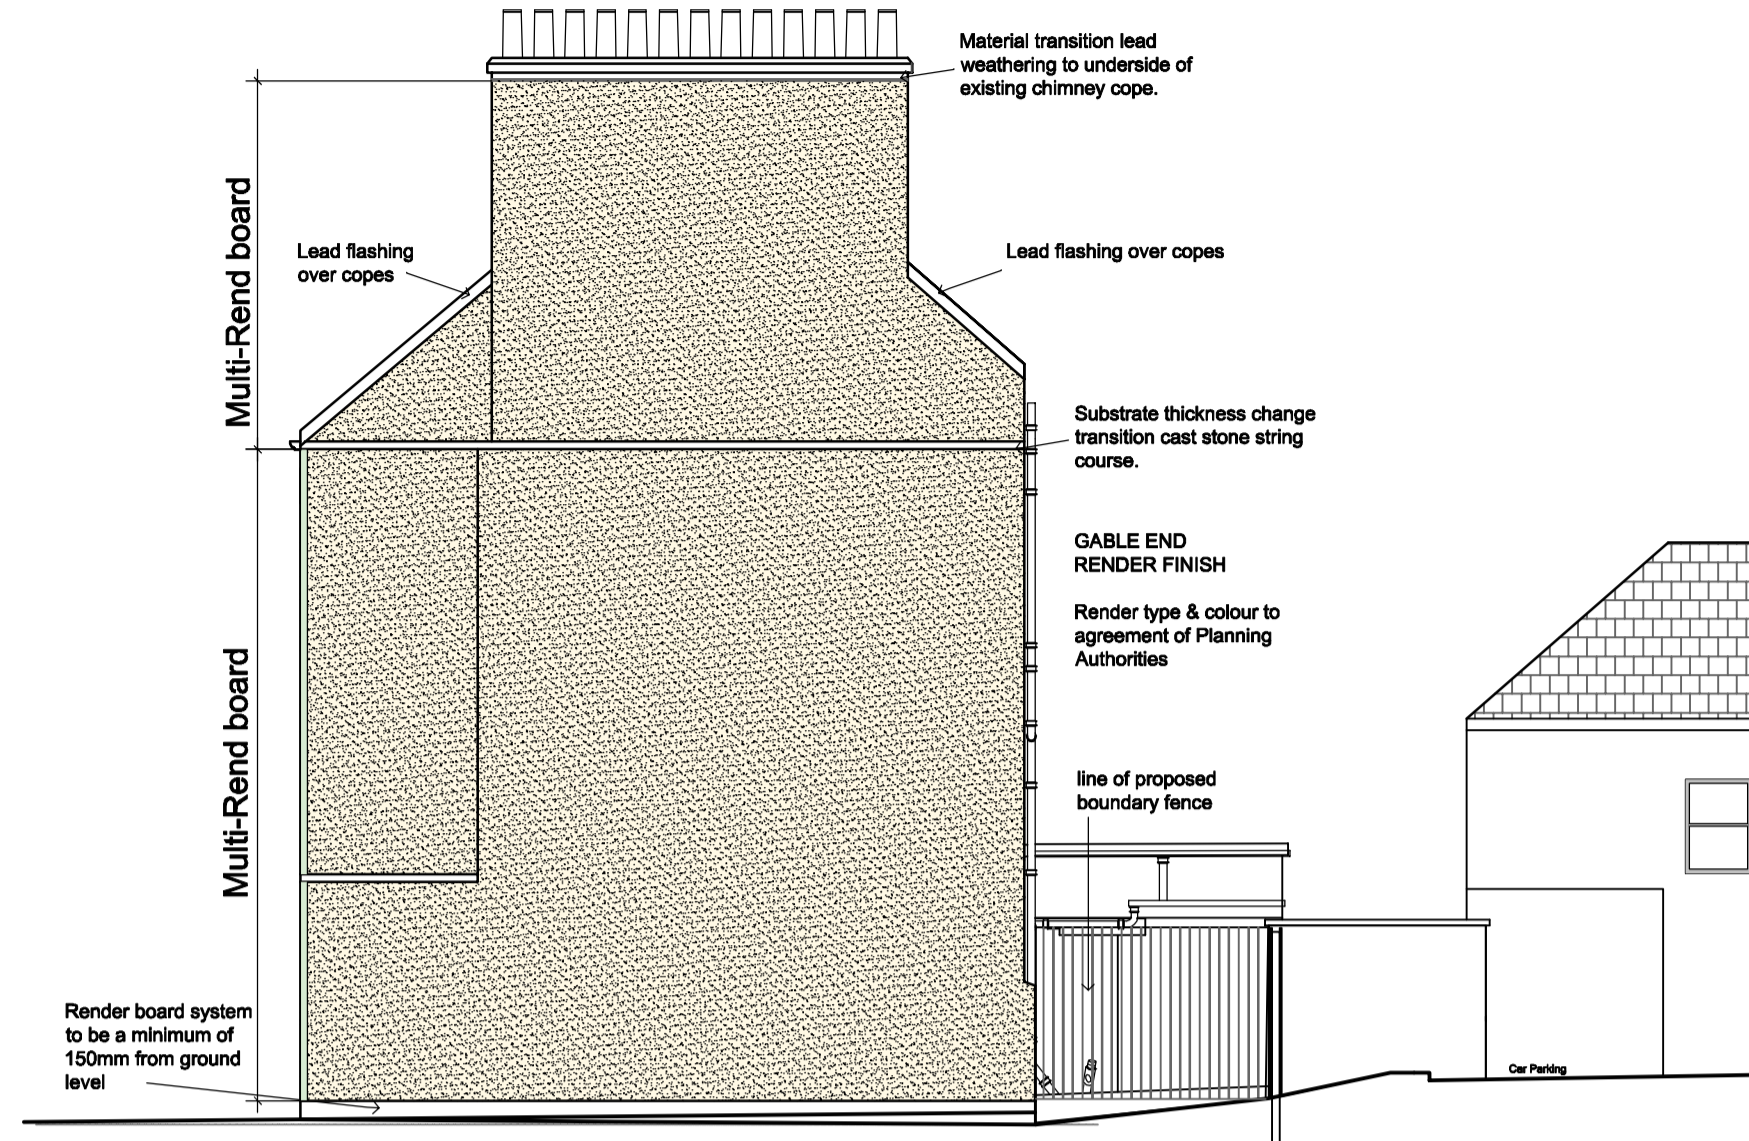 Material transition lead
weathering to underside of
existing chimney cope.
Multi-Rend board
Lead flashing
over copes
Lead flashing over copes
Substrate thickness change
transition cast stone string
course.
GABLE END
RENDER FINISH
Render type & colour to
agreement of Planning
Authorities
Multi-Rend board
line of proposed
boundary fence
Render board system
to be a minimum of
150mm from ground
level
Car Parking